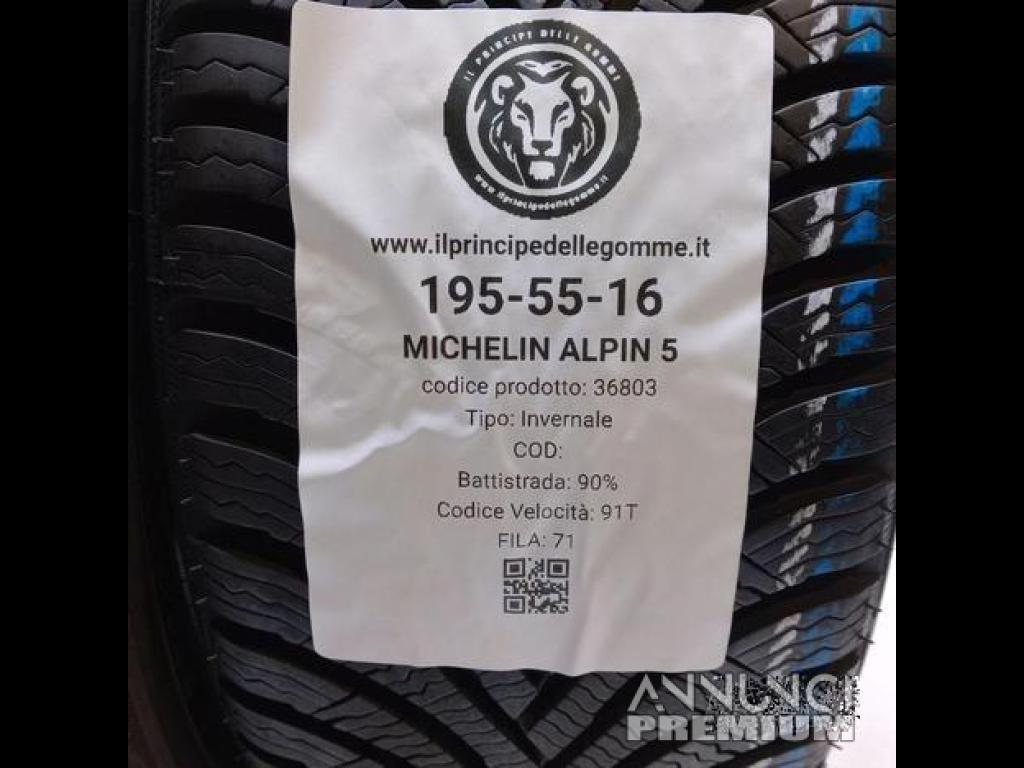 IL PRINCIPE DELLE GOMME
www.ilprincipedellegomme.it
www.ilprincipedellegomme.it
195-55-16
MICHELIN ALPIN 5
codice prodotto: 36803
Tipo: Invernale
COD:
Battistrada: 90%
Codice Velocità: 91T
FILA: 71
ANNUNCI
PREMIUM